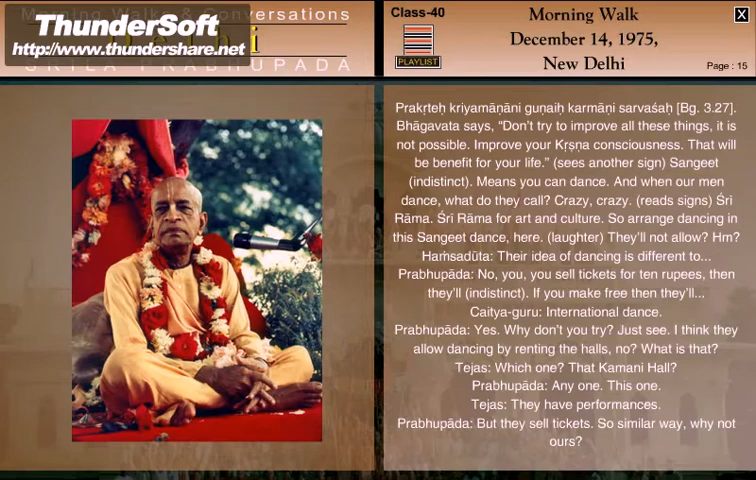 Morning Walks & Conversations
ThunderSoft
http://www.thundershare.net
SRILA PRABHUPADA
Class-40
PLAYLIST
Morning Walk
December 14, 1975,
New Delhi
X
Page : 15
Prakṛteḥ kriyamāṇāni guṇaiḥ karmāṇi sarvaśaḥ [Bg. 3.27].
Bhāgavata says, “Don’t try to improve all these things, it is
not possible. Improve your Kṛṣṇa consciousness. That will
be benefit for your life.” (sees another sign) Sangeet
(indistinct). Means you can dance. And when our men
dance, what do they call? Crazy, crazy. (reads signs) Śrī
Rāma. Śrī Rāma for art and culture. So arrange dancing in
this Sangeet dance, here. (laughter) They’ll not allow? Hm?
Haṁsadūta: Their idea of dancing is different to...
Prabhupāda: No, you, you sell tickets for ten rupees, then
they’ll (indistinct). If you make free then they’ll...
Caitya-guru: International dance.
Prabhupāda: Yes. Why don’t you try? Just see. I think they
allow dancing by renting the halls, no? What is that?
Tejas: Which one? That Kamani Hall?
Prabhupāda: Any one. This one.
Tejas: They have performances.
Prabhupāda: But they sell tickets. So similar way, why not
ours?